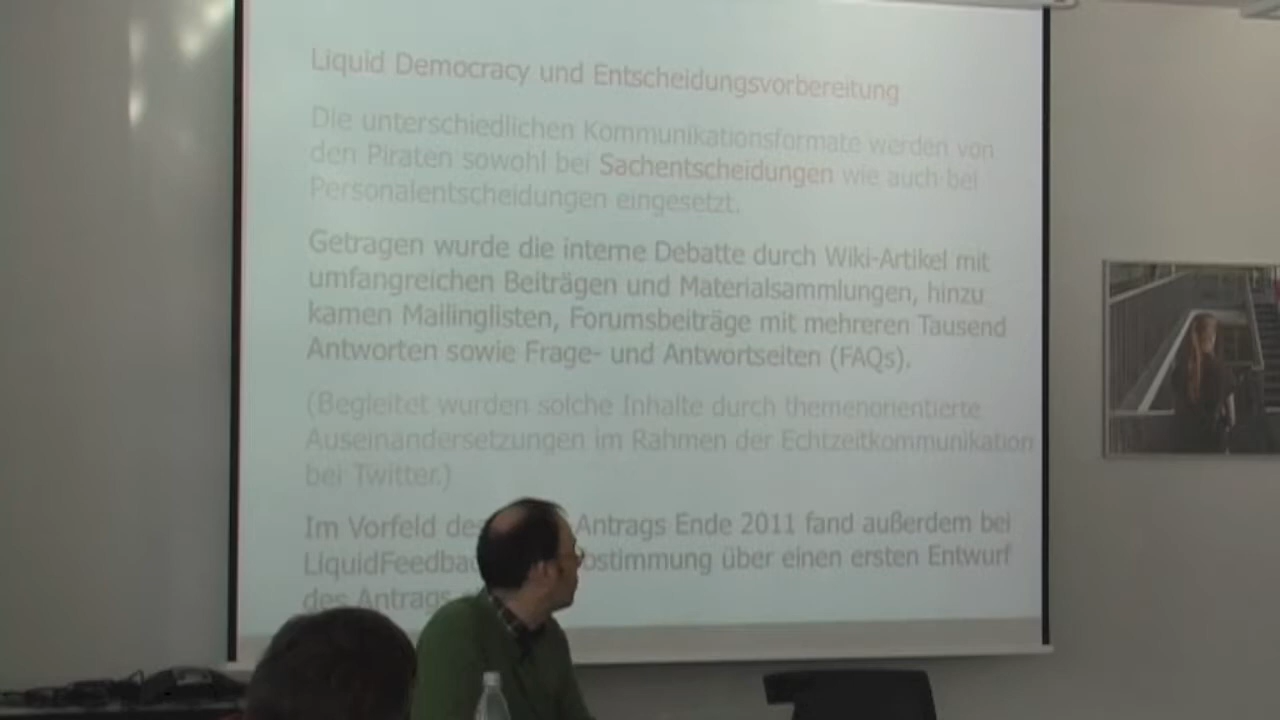 Liquid Democracy und Entscheidungsvorbereitung
Die unterschiedlichen Kommunikationsformate werden von
den Piraten sowohl bei Sachentscheidungen wie auch bei
Personalentscheidungen eingesetzt.
Getragen wurde die interne Debatte durch Wiki-Artikel mit
umfangreichen Beiträgen und Materialsammlungen, hinzu
kamen Mailinglisten, Forumsbeiträge mit mehreren Tausend
Antworten sowie Frage- und Antwortseiten (FAQs).
(Begleitet wurden solche Inhalte durch themenorientierte
Auseinandersetzungen im Rahmen der Echtzeitkommunikation
bei Twitter.)
Im Vorfeld Antrags Ende 2011 fand außerdem bei
über einen ersten Entwurf
des Antrags